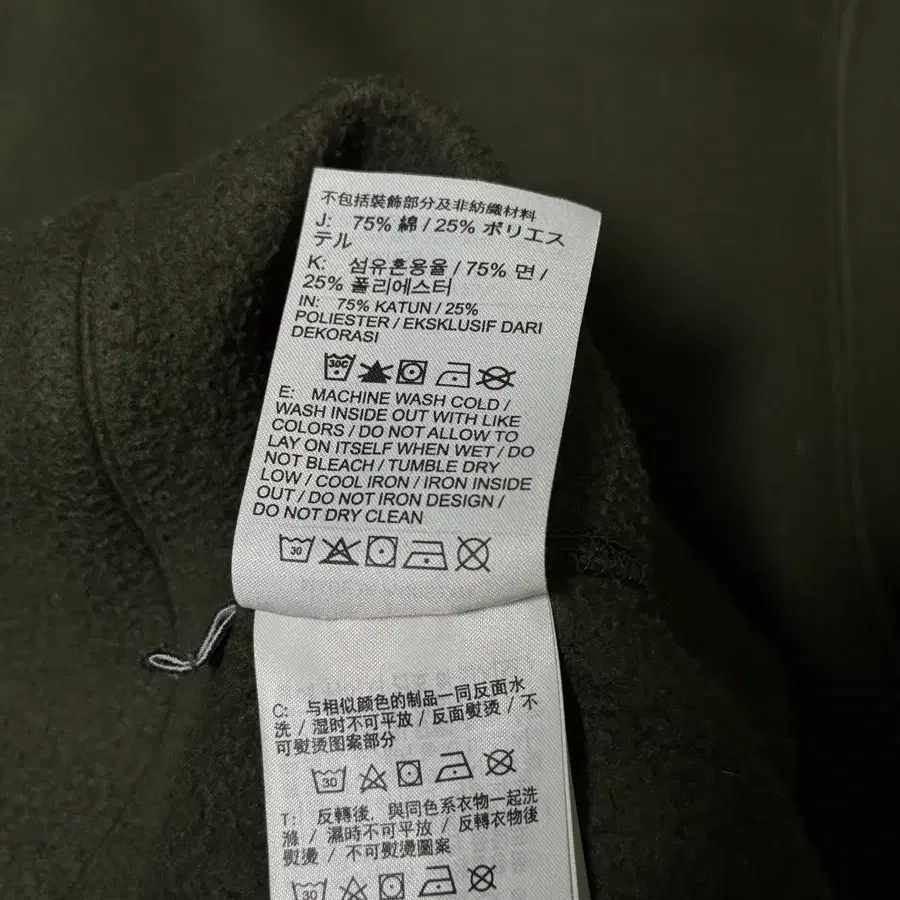 不包括裝飾部分及非紡織材料
J: 75% 綿 / 25% ポリエス
テル
K: 섬유혼용율 / 75% 면 /
25% 폴리에스터
IN: 75% KATUN / 25%
POLIESTER / EKSKLUSIF DARI
DEKORASI
30C
E: MACHINE WASH COLD /
WASH INSIDE OUT WITH LIKE
COLORS / DO NOT ALLOW TO
LAY ON ITSELF WHEN WET / DO
NOT BLEACH / TUMBLE DRY
LOW / COOL IRON / IRON INSIDE
OUT / DO NOT IRON DESIGN /
DO NOT DRY CLEAN
30
C: 与相似颜色的制品一同反面水
洗 / 湿时不可平放 / 反面熨烫 / 不
可熨烫图案部分
30
T: 反轉後, 與同色系衣物一起洗
滌 / 濕時不可平放 / 反轉衣物後
熨燙 / 不可熨燙圖案
30